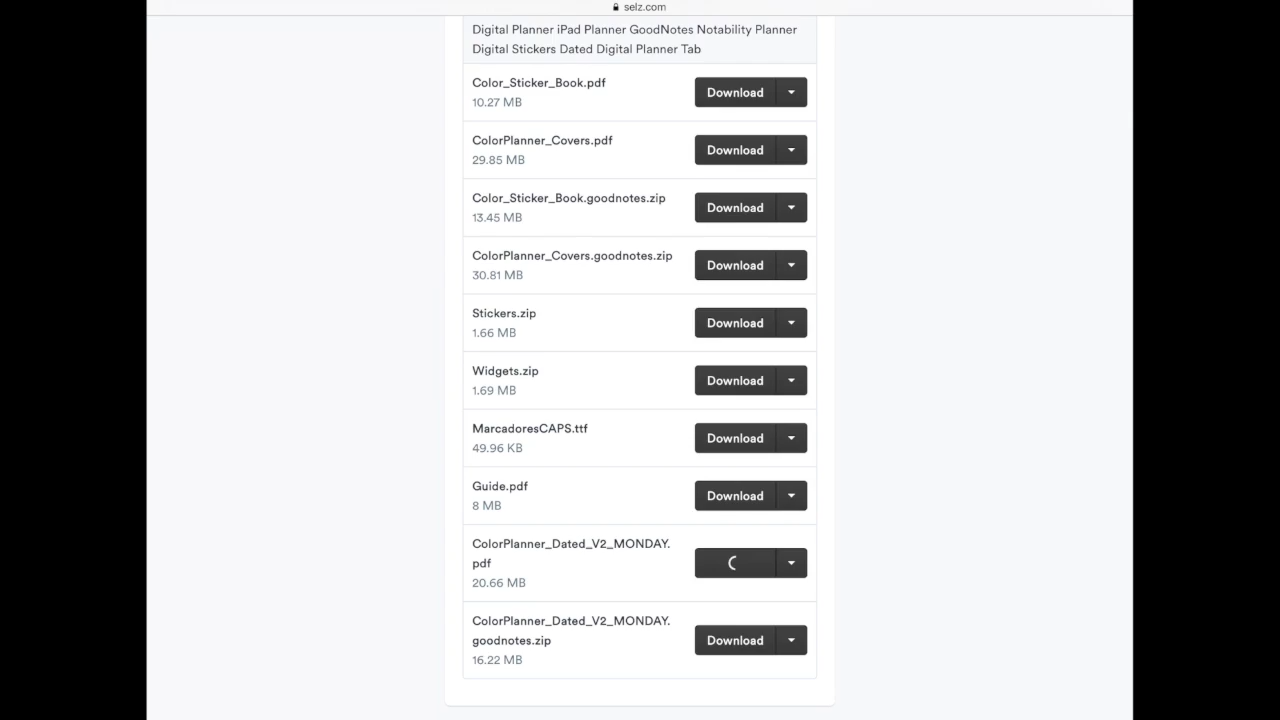 selz.com
Digital Planner iPad Planner GoodNotes Notability Planner
Digital Stickers Dated Digital Planner Tab
Color_Sticker_Book.pdf
10.27 MB
Download
ColorPlanner_Covers.pdf
29.85 MB
Download
Color_Sticker_Book.goodnotes.zip
13.45 MB
Download
ColorPlanner_Covers.goodnotes.zip
30.81 MB
Download
Stickers.zip
1.66 MB
Download
Widgets.zip
1.69 MB
Download
MarcadoresCAPS.ttf
49.96 KB
Download
Guide.pdf
8 MB
Download
ColorPlanner_Dated_V2_MONDAY.
pdf
20.66 MB
ColorPlanner_Dated_V2_MONDAY.
goodnotes.zip
16.22 MB
Download